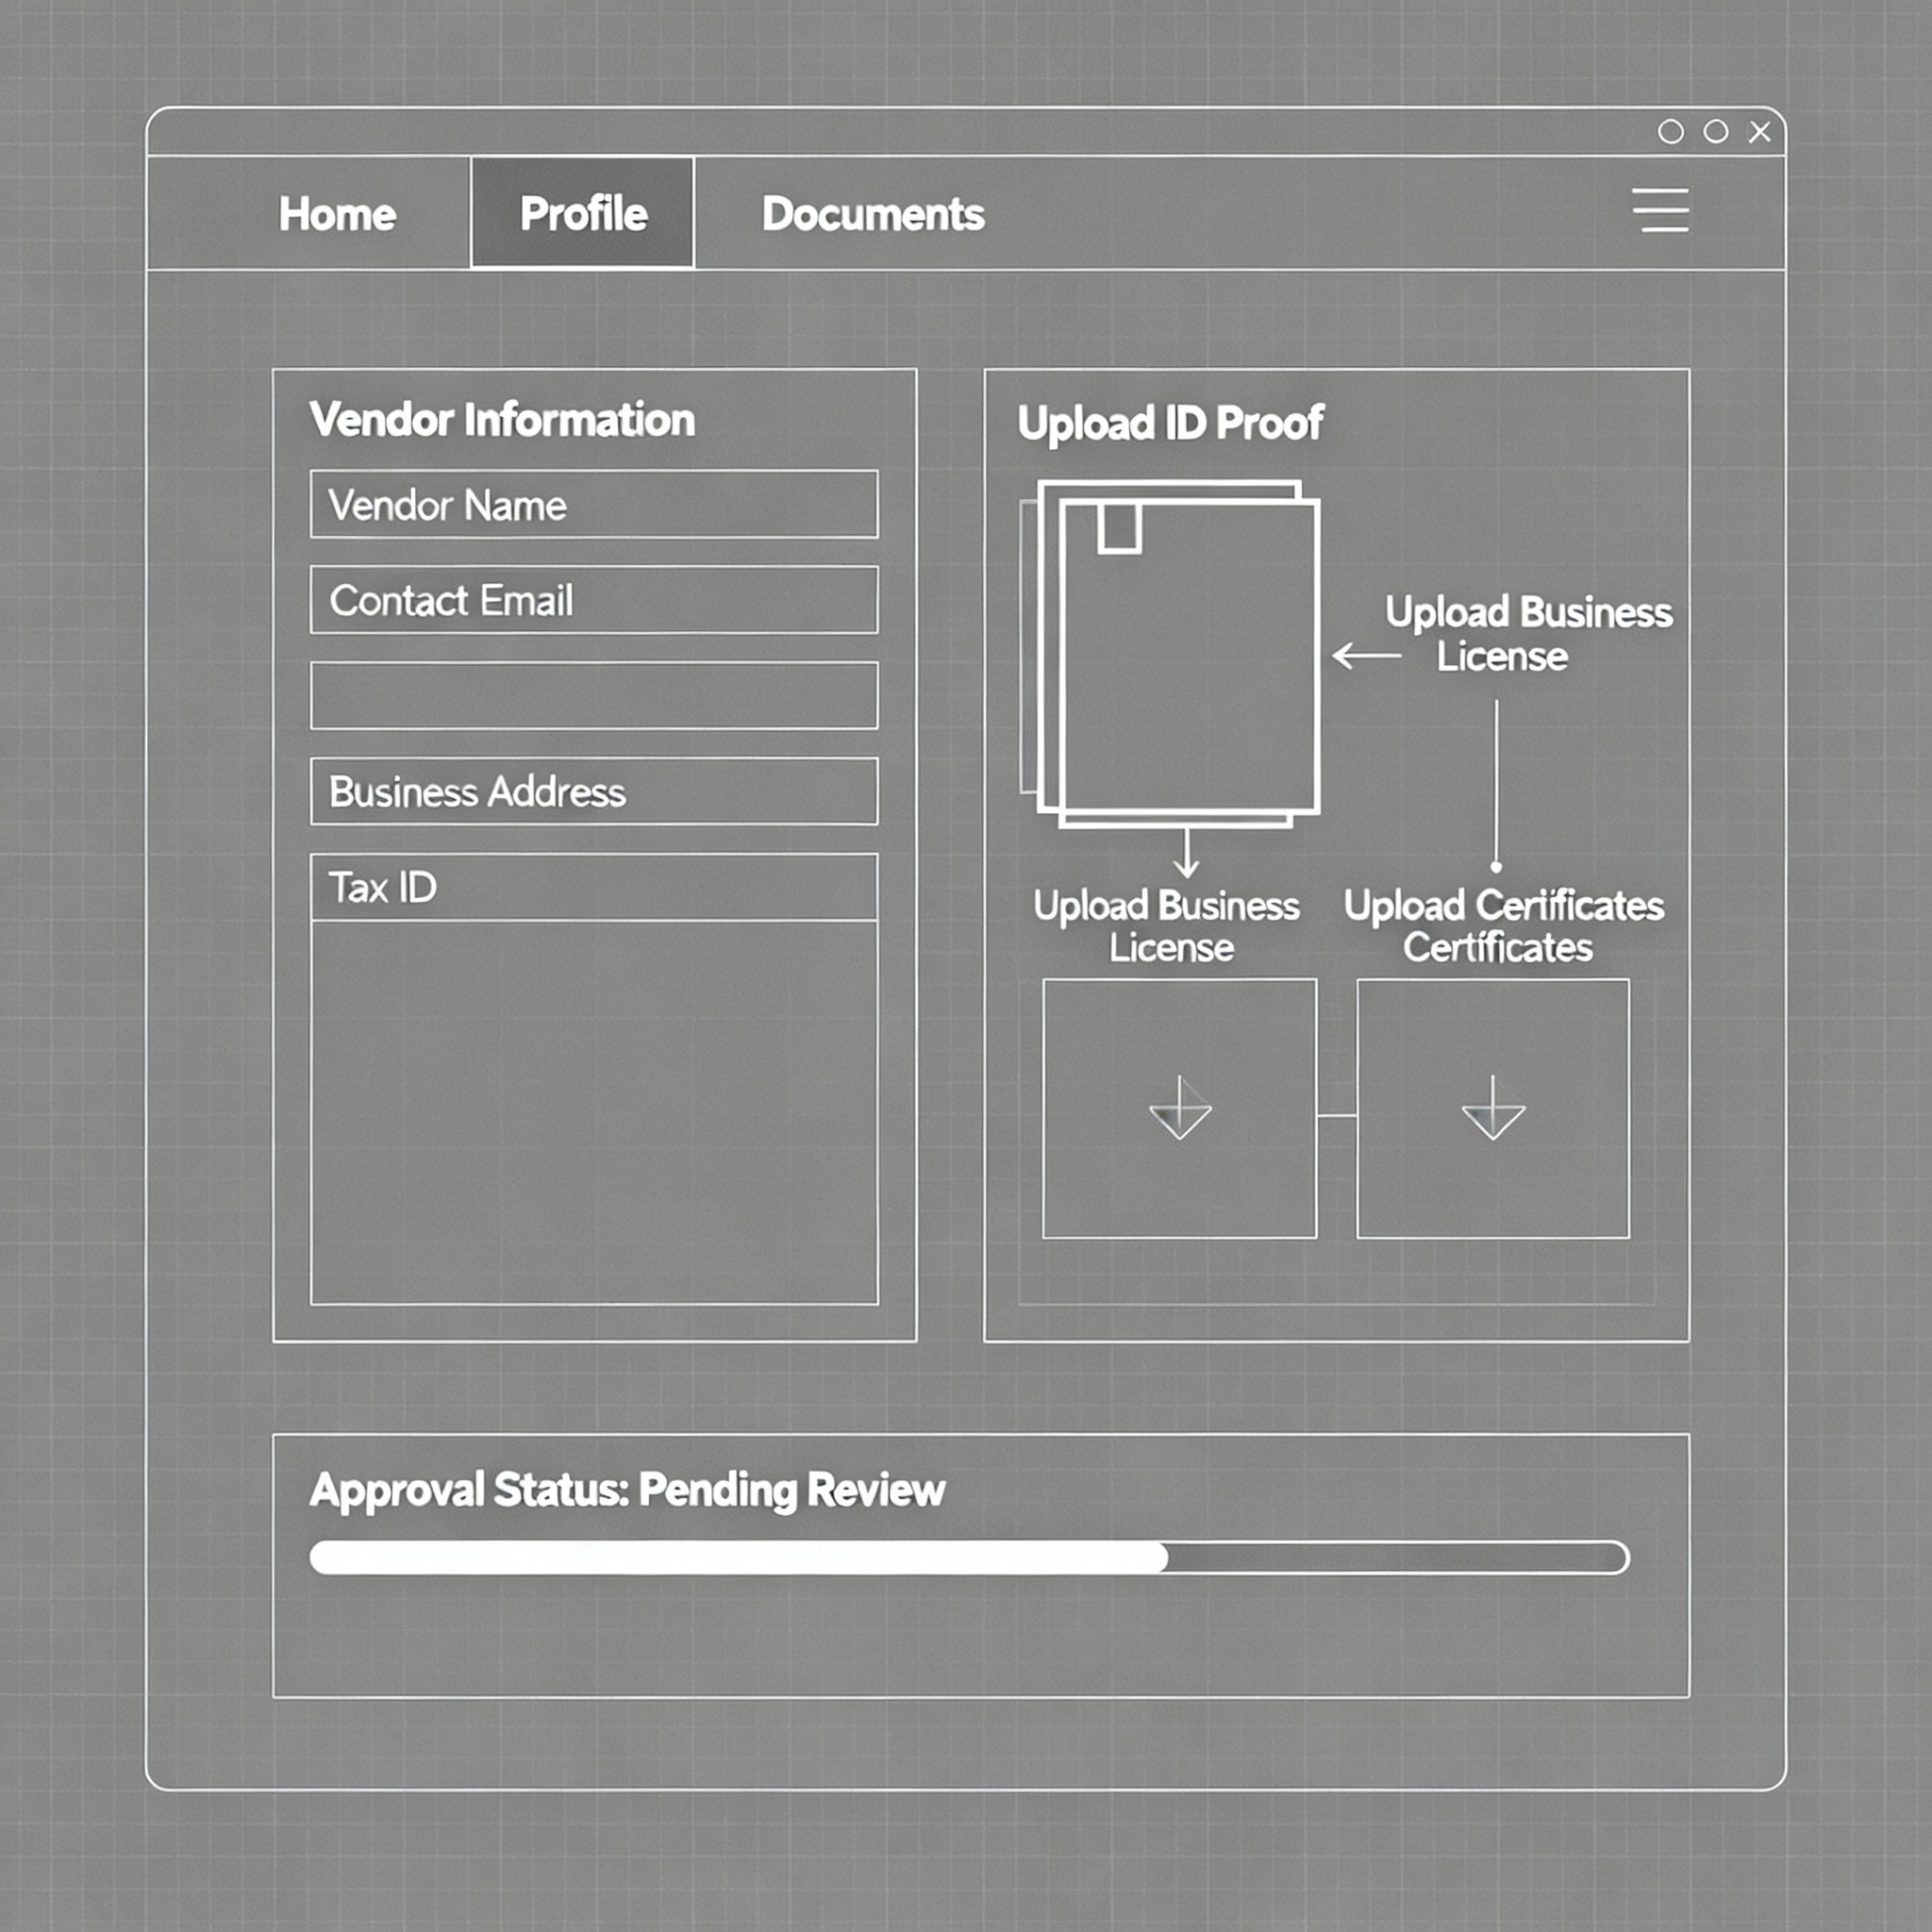 Home
Profile
Documents
Vendor Information
Vendor Name
Contact Email
Business Address
Tax ID
Upload ID Proof
Upload Business
License
Upload Business
License
Upload Certificates
Certificates
Approval Status: Pending Review